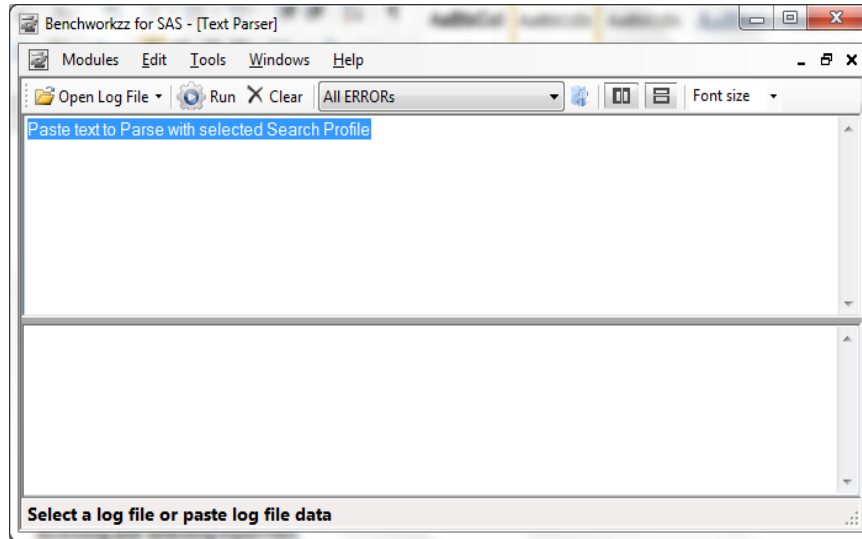 Benchworkzz for SAS - [Text Parser]
Modules Edit Tools Windows Help
Open Log File Run Clear All ERRORs Font size
Paste text to Parse with selected Search Profile
Select a log file or paste log file data